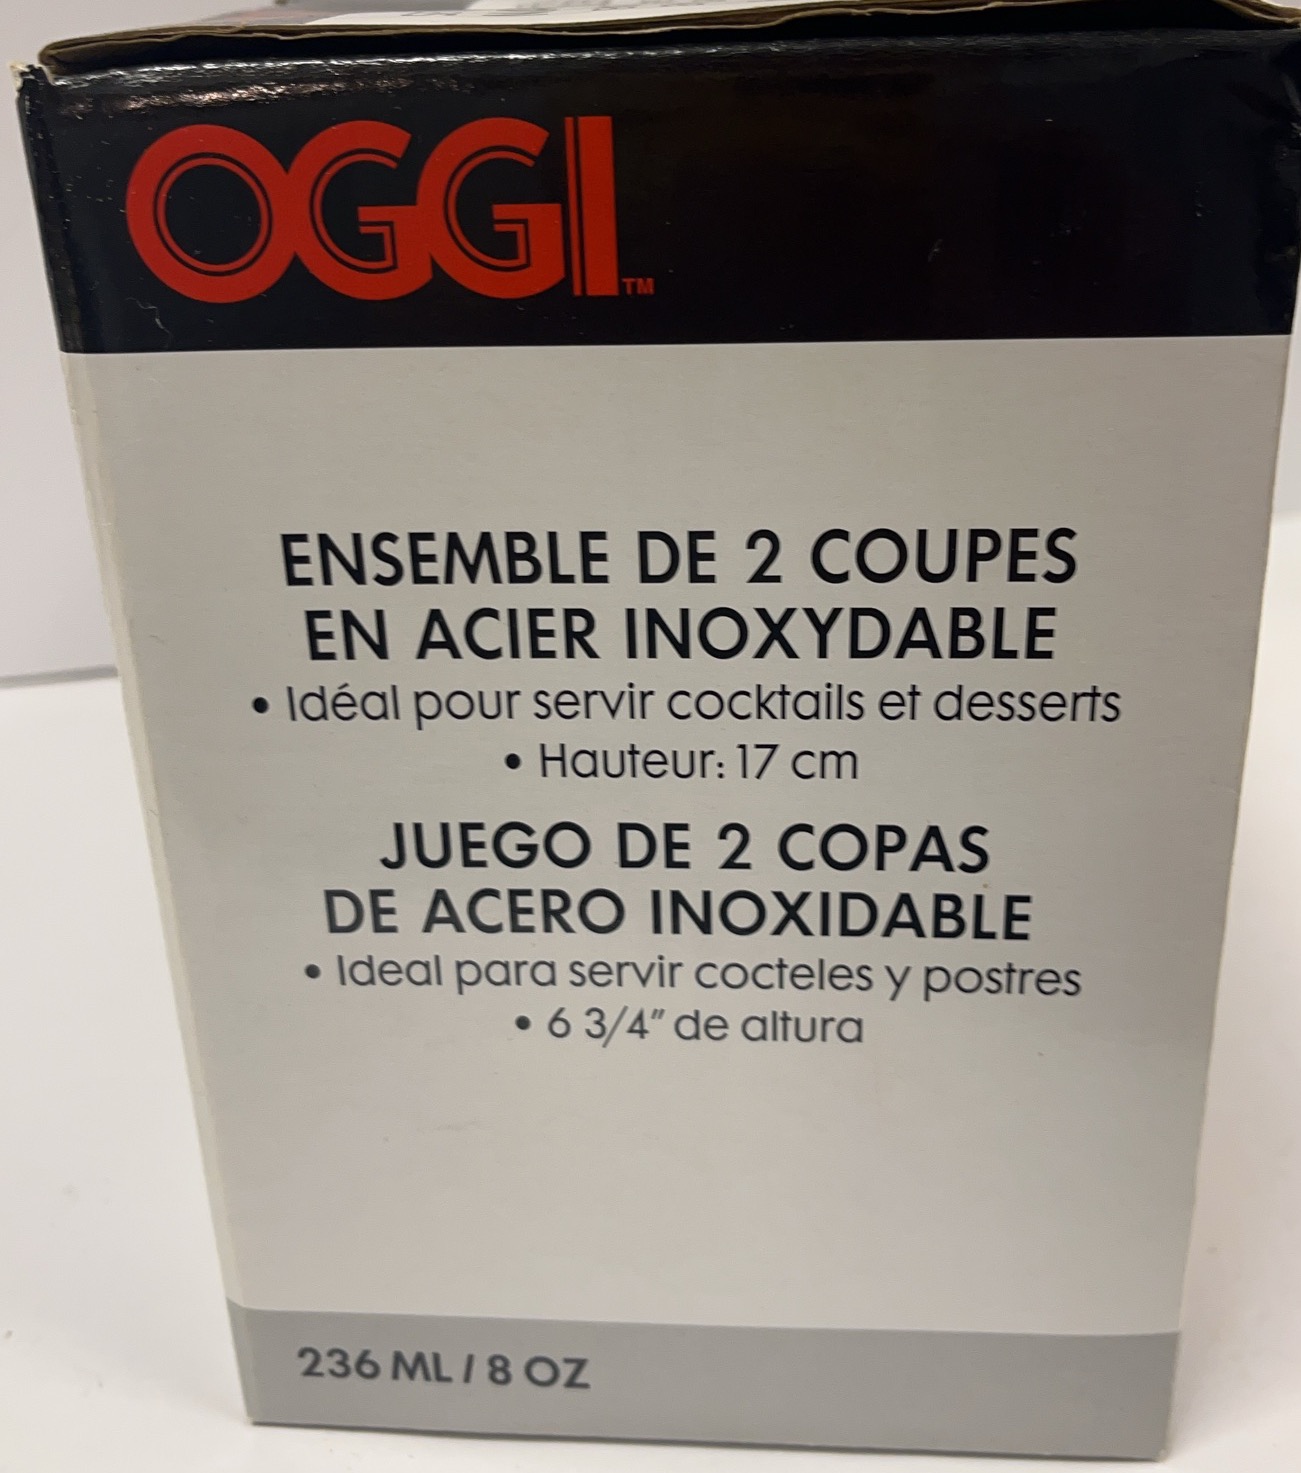 OGGI™
ENSEMBLE DE 2 COUPES
EN ACIER INOXYDABLE
• Idéal pour servir cocktails et desserts
• Hauteur: 17 cm
JUEGO DE 2 COPAS
DE ACERO INOXIDABLE
• Ideal para servir cocteles y postres
• 6 3/4" de altura
236 ML / 8 OZ